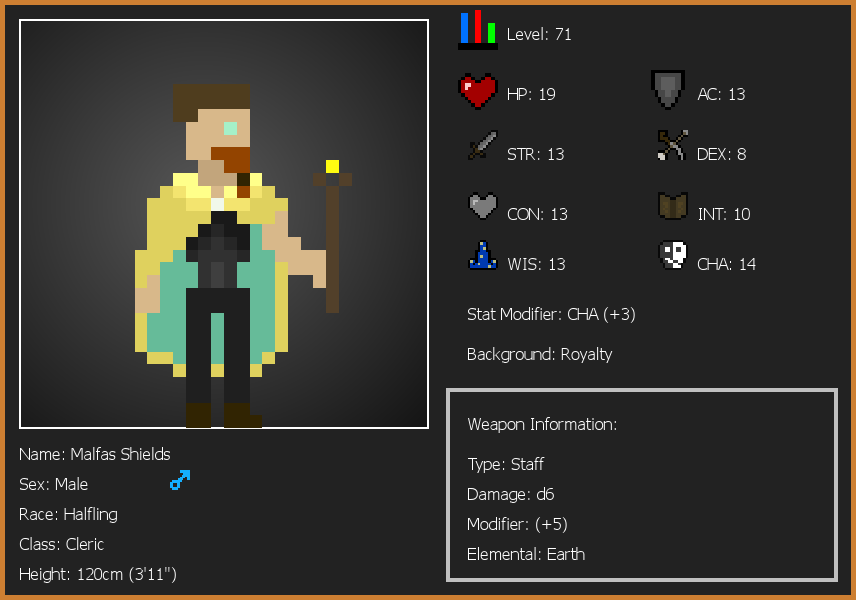 Level: 71
HP: 19
AC: 13
STR: 13
DEX: 8
CON: 13
INT: 10
WIS: 13
CHA: 14
Stat Modifier: CHA (+3)
Background: Royalty
Weapon Information:
Type: Staff
Damage: d6
Modifier: (+5)
Elemental: Earth
Name: Malfas Shields
Sex: Male
Race: Halfling
Class: Cleric
Height: 120cm (3'11")